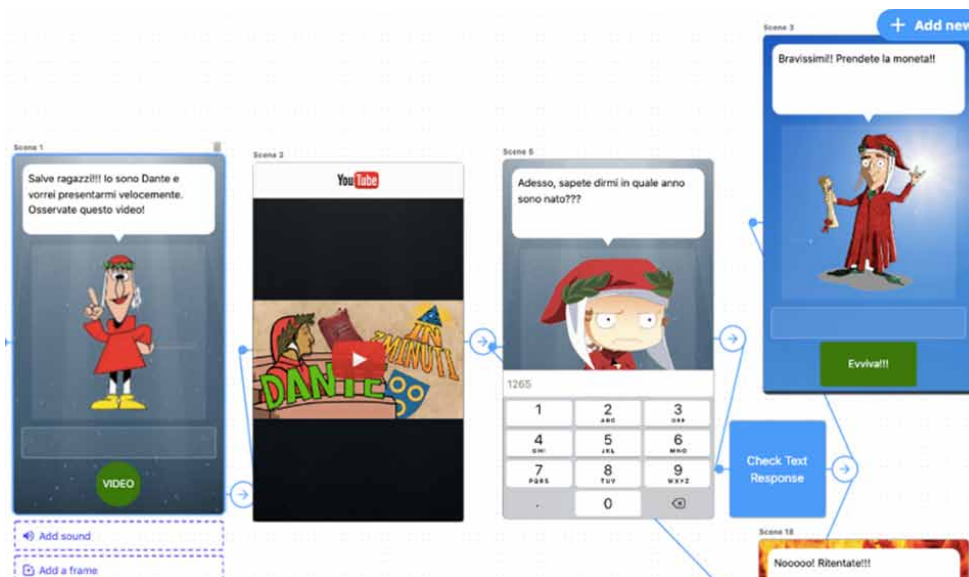 Scene 1
Salve ragazzi!!! Io sono Dante e
vorrei presentarmi velocemente.
Osservate questo video!
VIDEO
Add sound
Add a frame
Scene 2
YouTube
DANTE
IN
2MINUTI
Scene 5
Adesso, sapete dirmi in quale anno
sono nato???
1265
1
2
ABC
3
DEF
4
GHI
5
JKL
6
MNO
7
PQRS
8
TUV
9
WXYZ
.
0
Check Text
Response
+ Add new
Scene 3
Bravissimi!! Prendete la moneta!!
Evviva!!!
Scene 18
Nooooo! Ritentate!!!